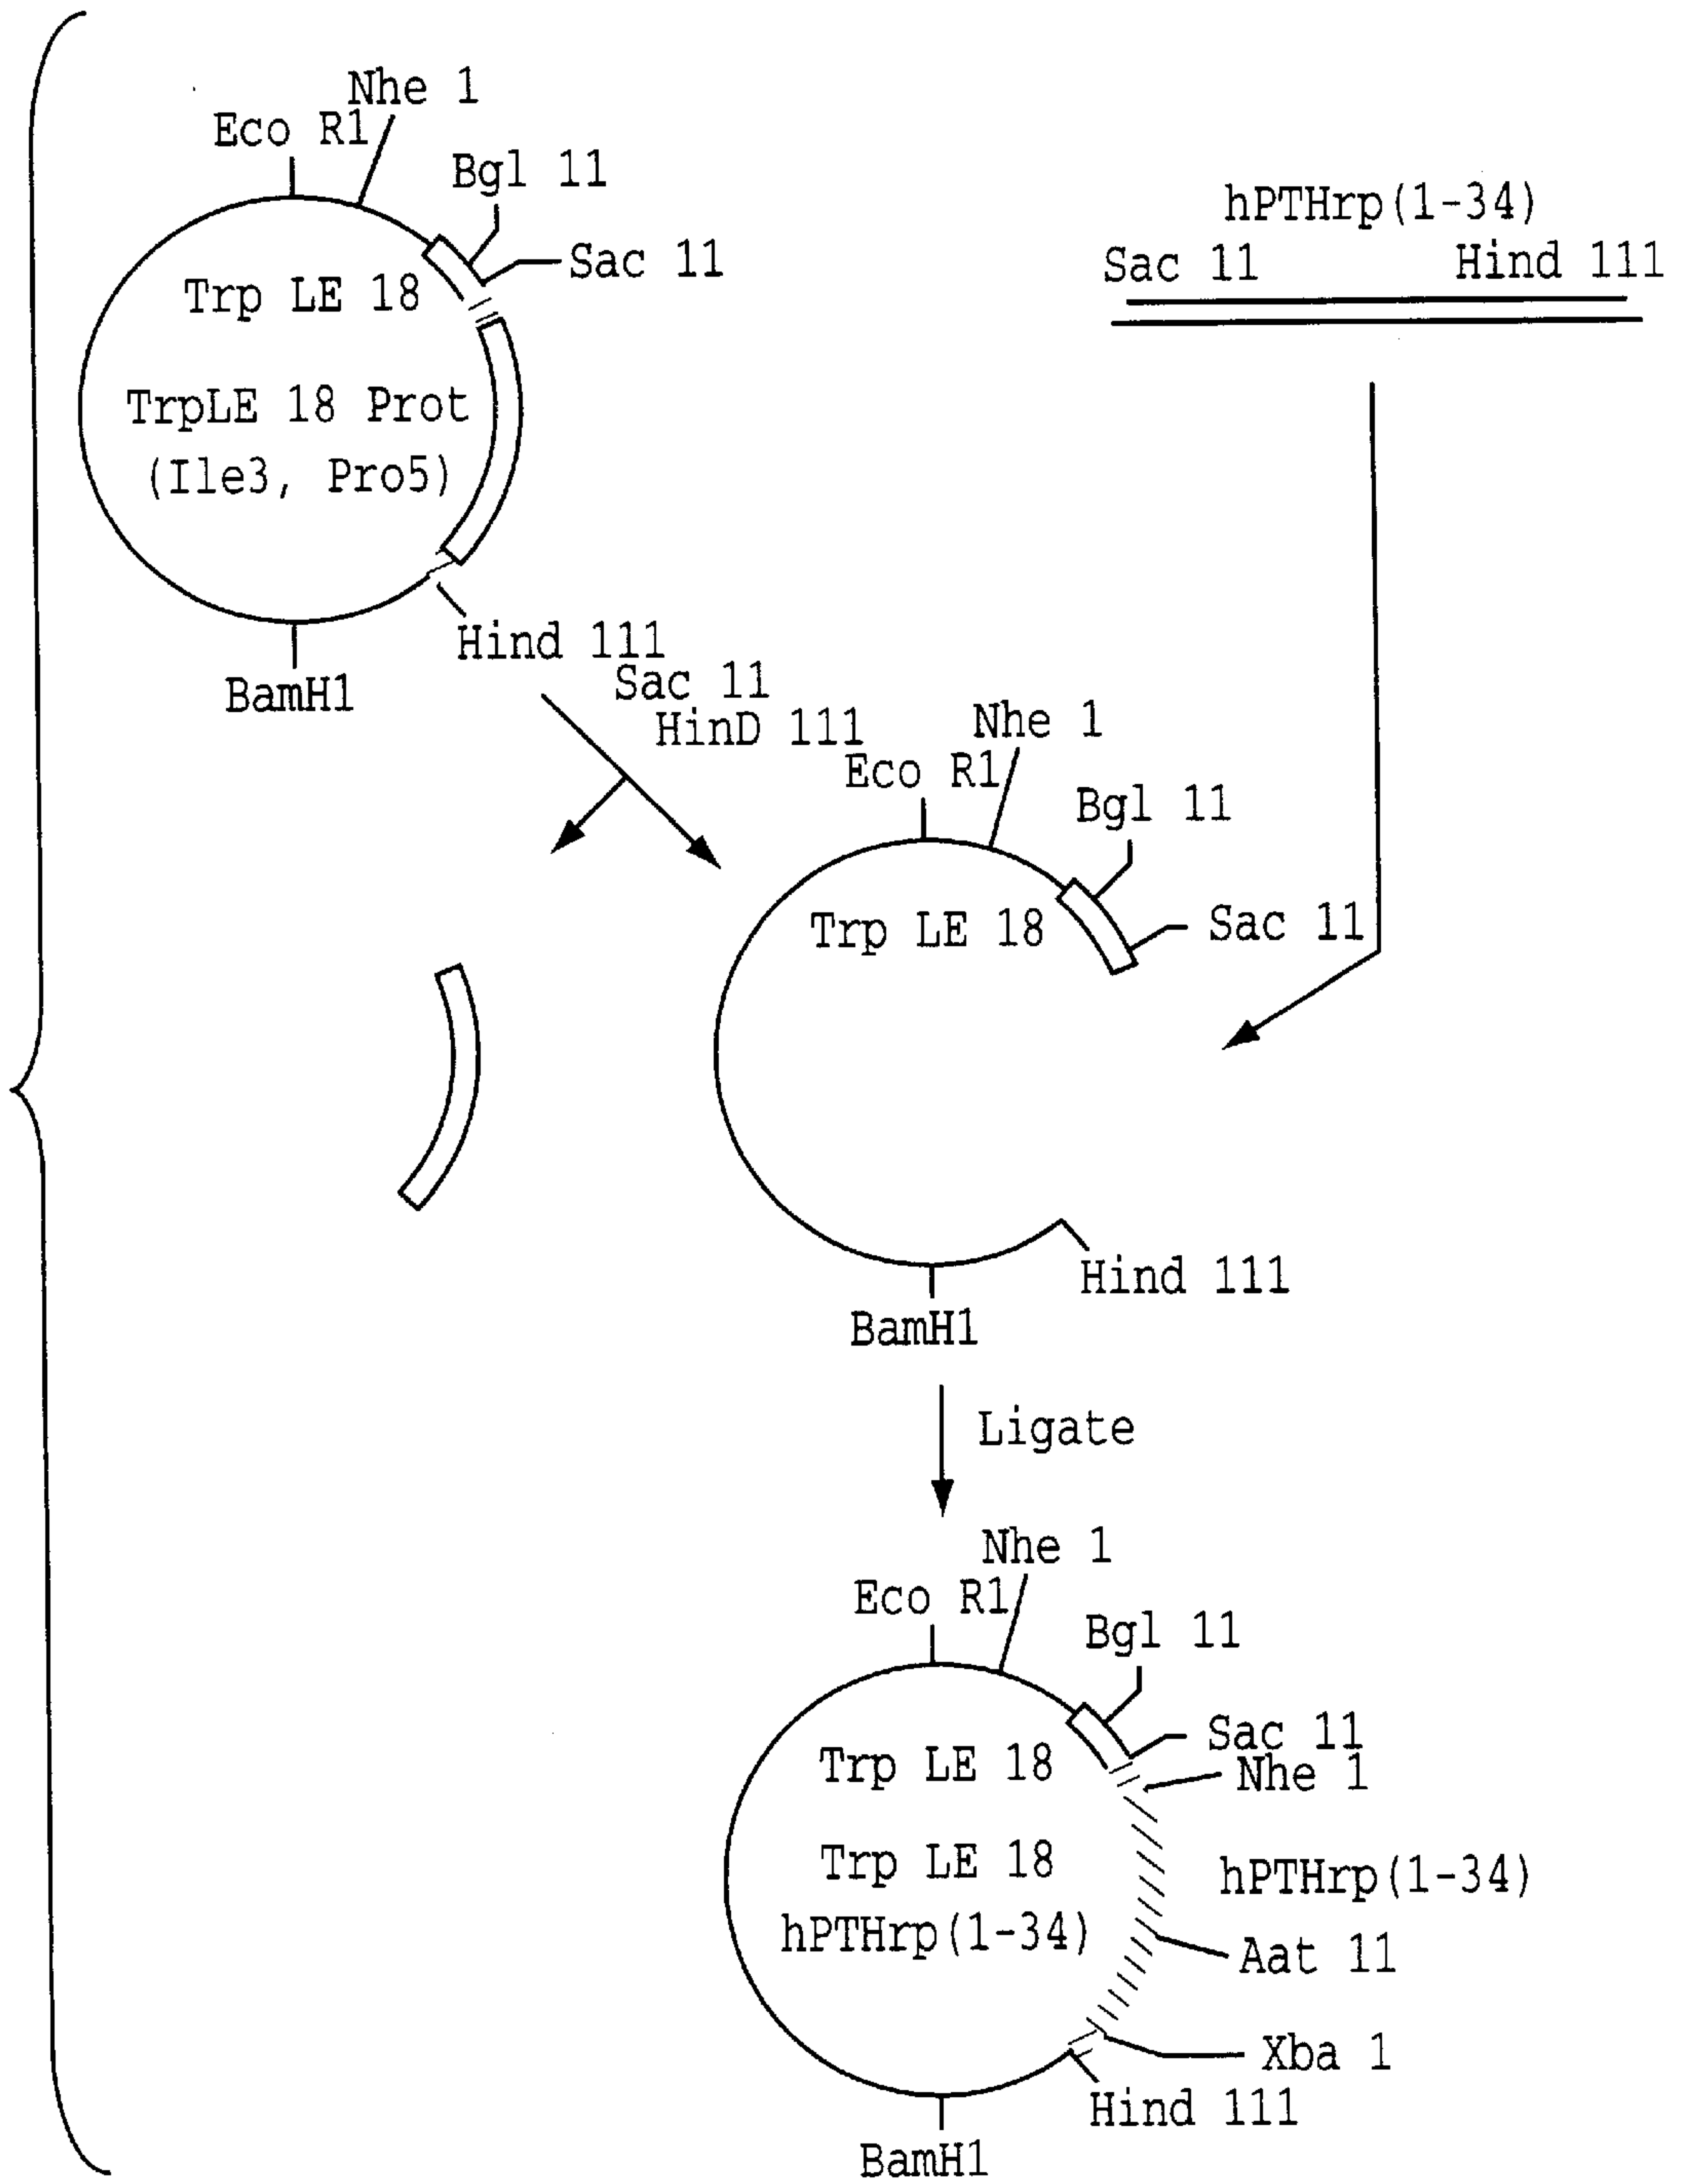 Nhe 1
Eco R1
Bgl 11
Sac 11
Trp LE 18
TrpLE 18 Prot
(Ile3, Pro5)
Hind 111
BamH1
hPTHrp(1-34)
Sac 11 Hind 111
Sac 11
HinD 111
Nhe 1
Eco R1
Bgl 11
Sac 11
Trp LE 18
Hind 111
BamH1
Ligate
Nhe 1
Eco R1
Bgl 11
Sac 11
Nhe 1
Trp LE 18
Trp LE 18
hPTHrp(1-34)
hPTHrp(1-34)
Aat 11
Xba 1
Hind 111
BamH1